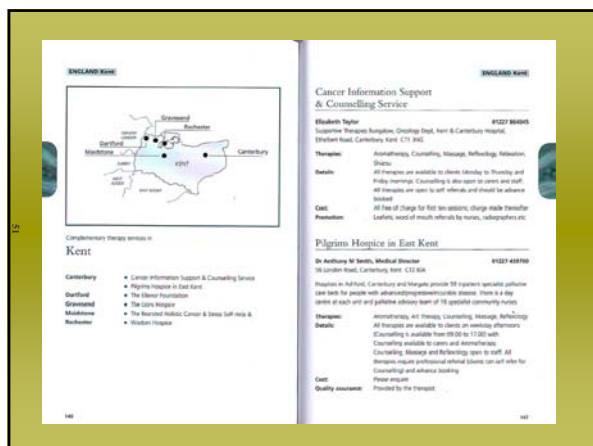 ENGLAND Kent
Gravesend
Rochester
GREATER
LONDON
Dartford
Maidstone
Canterbury
KENT
SURREY
WEST
SUSSEX
EAST SUSSEX
Complementary therapy services in
Kent
Canterbury • Cancer Information Support & Counselling Service
• Pilgrims Hospice in East Kent
Dartford • The Ellenor Foundation
Gravesend • The Lions Hospice
Maidstone • The Bearsted Holistic Cancer & Stress Self-Help &
Rochester • Wisdom Hospice
ENGLAND Kent
Cancer Information Support
& Counselling Service
Elizabeth Taylor 01227 864045
Supportive Therapies Bungalow, Oncology Dept, Kent & Canterbury Hospital,
Ethelbert Road, Canterbury, Kent CT1 3NG
Therapies: Aromatherapy, Counselling, Massage, Reflexology, Relaxation,
Shiatsu
Details: All therapies are available to clients Monday to Thursday and
Friday mornings. Counselling is also open to carers and staff.
All therapies are open to self referrals and should be advance
booked
Cost: All free of charge for first ten sessions; charge made thereafter
Promotion: Leaflets; word of mouth referrals by nurses, radiographers etc
Pilgrims Hospice in East Kent
Dr Anthony M Smith, Medical Director 01227 459700
56 London Road, Canterbury, Kent CT2 8JA
Hospices in Ashford, Canterbury and Margate provide 59 inpatient specialist palliative
care beds for people with advanced/progressive/incurable disease. There is a day
centre at each unit and palliative advisory team of 18 specialist community nurses
Therapies: Aromatherapy, Art therapy, Counselling, Massage, Reflexology
Details: All therapies are available to clients on weekday afternoons
(Counselling is available from 09.00 to 17.00) with
Counselling available to carers and Aromatherapy,
Counselling, Massage and Reflexology open to staff. All
therapies require professional referral (clients can self refer for
Counselling) and advance booking
Cost: Please enquire
Quality assurance: Provided by the therapist